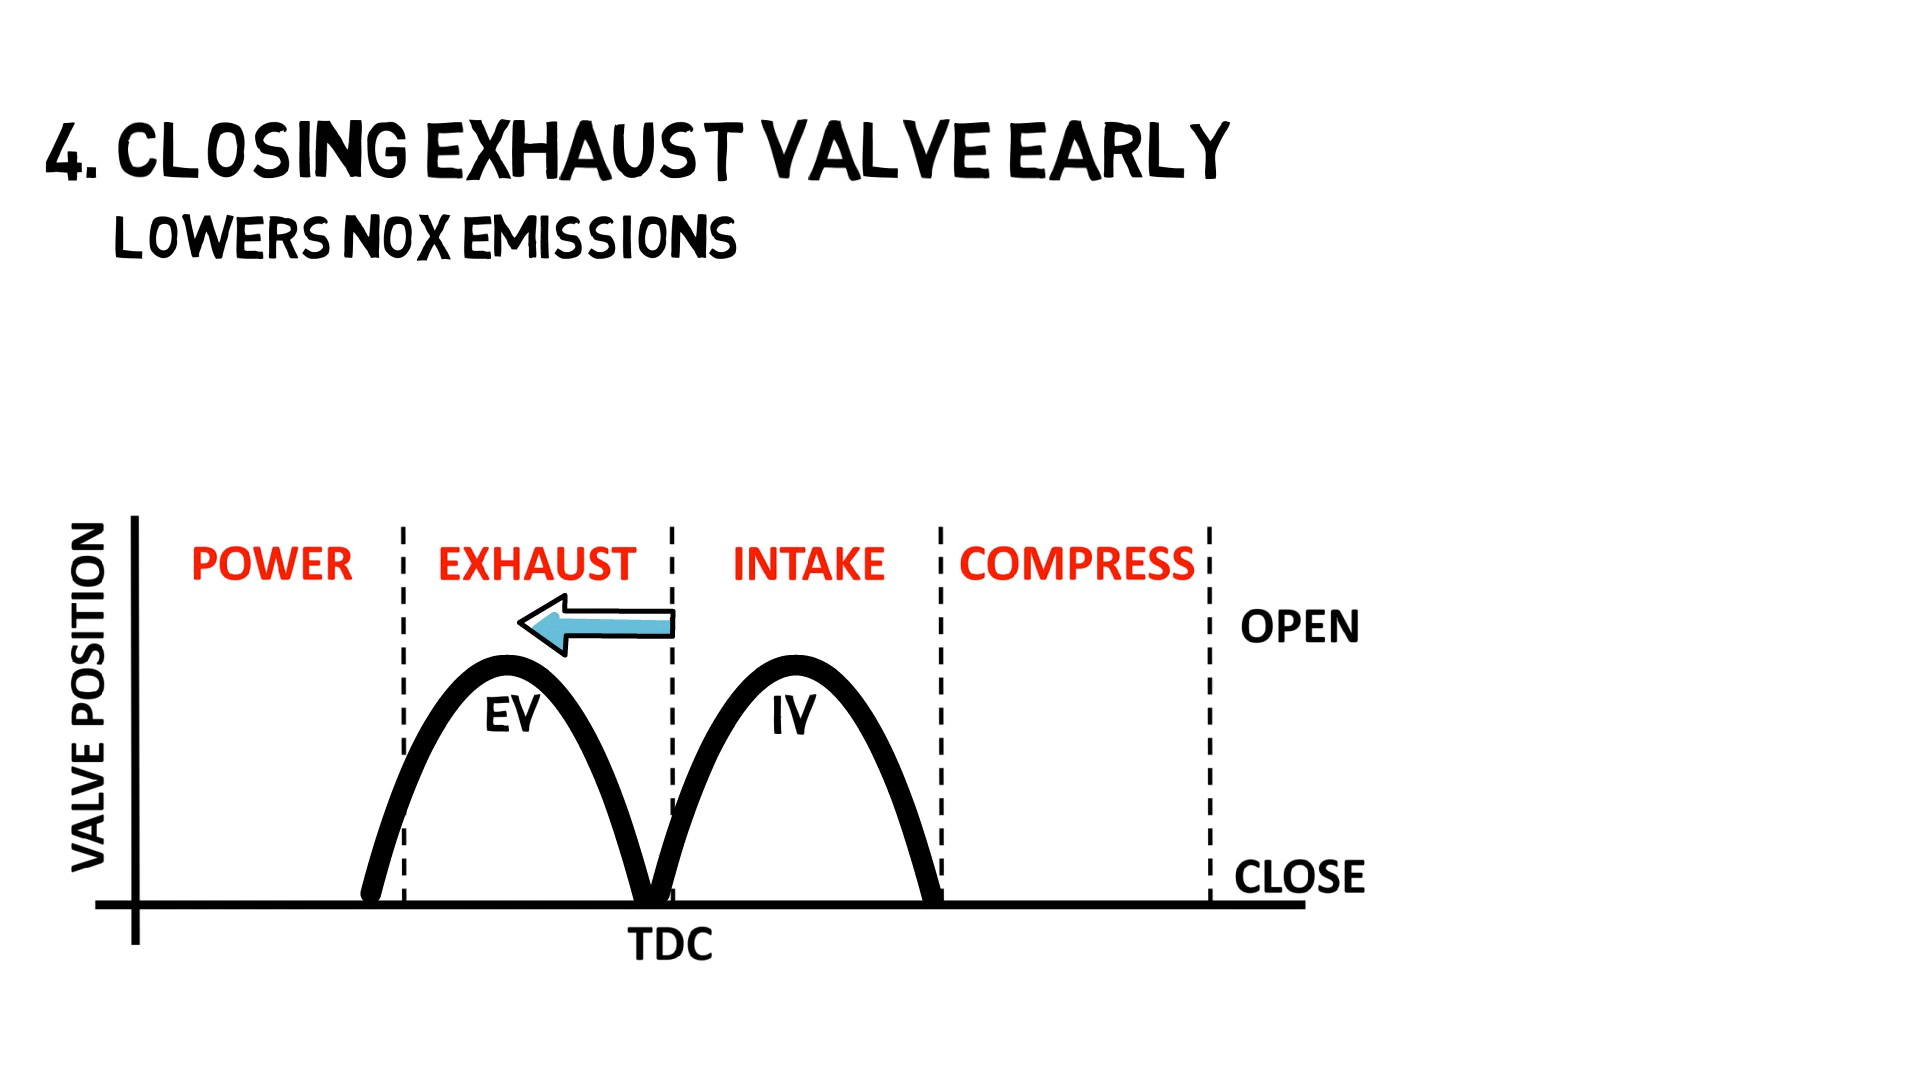 4. CLOSING EXHAUST VALVE EARLY
LOWERS NOX EMISSIONS
VALVE POSITION
POWER
EXHAUST
INTAKE
COMPRESS
OPEN
EV
IV
CLOSE
TDC